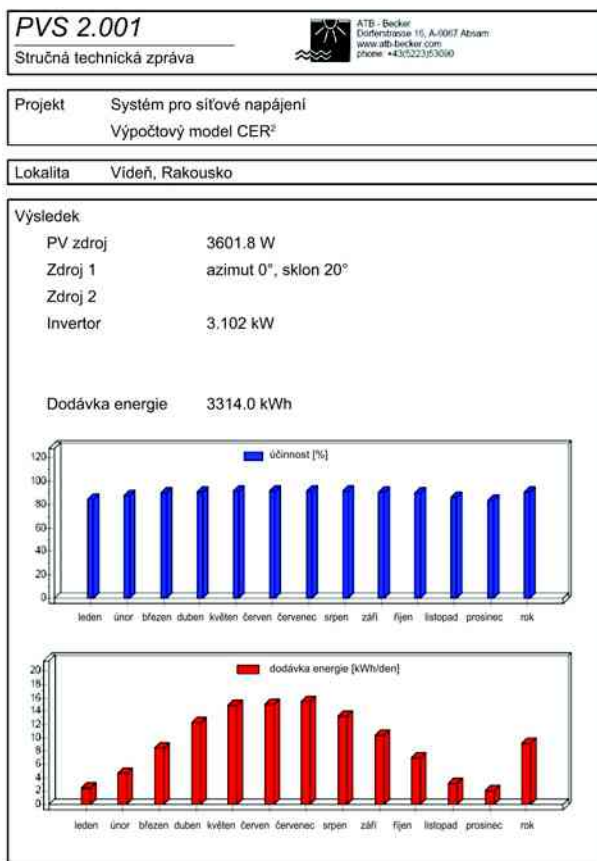 PVS 2.001
Stručná technická zpráva
ATB - Becker
Dörferstrasse 16, A-6067 Absam
www.atb-becker.com
phone: +43(5223)53090
Projekt Systém pro síťové napájení
Výpočtový model CER²
Lokalita Vídeň, Rakousko
Výsledek
PV zdroj 3601.8 W
Zdroj 1 azimut 0°, sklon 20°
Zdroj 2
Invertor 3.102 kW
Dodávka energie 3314.0 kWh
účinnost [%]
120
100
80
60
40
20
0
leden únor březen duben květen červen červenec srpen září říjen listopad prosinec rok
dodávka energie [kWh/den]
20
18
16
14
12
10
8
6
4
2
0
leden únor březen duben květen červen červenec srpen září říjen listopad prosinec rok